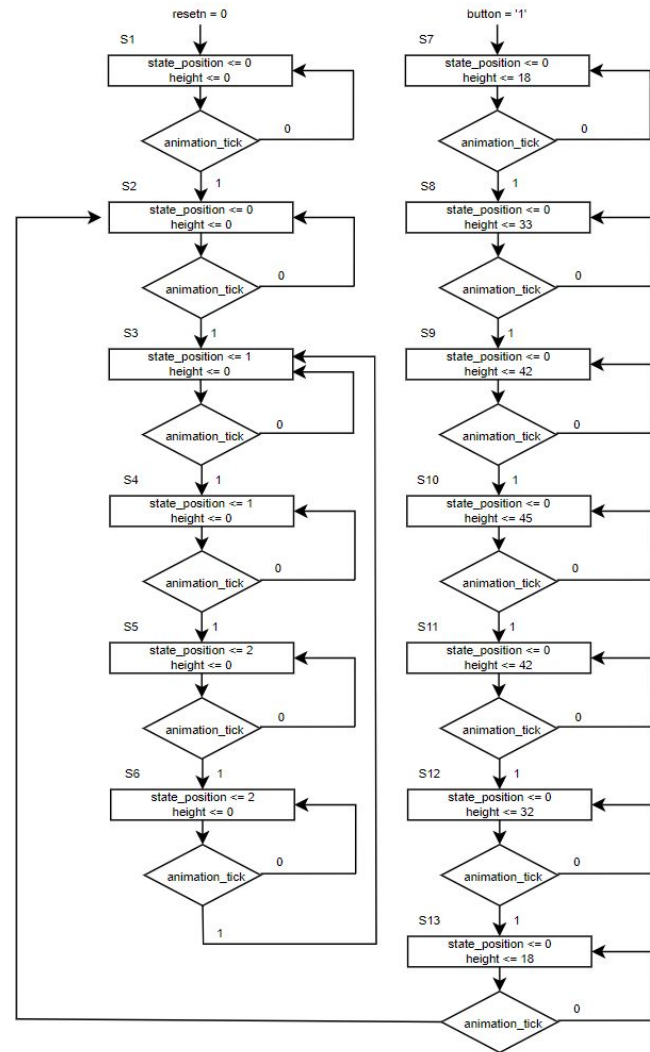 resetn = 0
S1
state_position <= 0
height <= 0
animation_tick
0
1
S2
state_position <= 0
height <= 0
animation_tick
0
1
S3
state_position <= 1
height <= 0
animation_tick
0
1
S4
state_position <= 1
height <= 0
animation_tick
0
1
S5
state_position <= 2
height <= 0
animation_tick
0
1
S6
state_position <= 2
height <= 0
animation_tick
0
1
button = '1'
S7
state_position <= 0
height <= 18
animation_tick
0
1
S8
state_position <= 0
height <= 33
animation_tick
0
1
S9
state_position <= 0
height <= 42
animation_tick
0
1
S10
state_position <= 0
height <= 45
animation_tick
0
1
S11
state_position <= 0
height <= 42
animation_tick
0
1
S12
state_position <= 0
height <= 32
animation_tick
0
1
S13
state_position <= 0
height <= 18
animation_tick
0